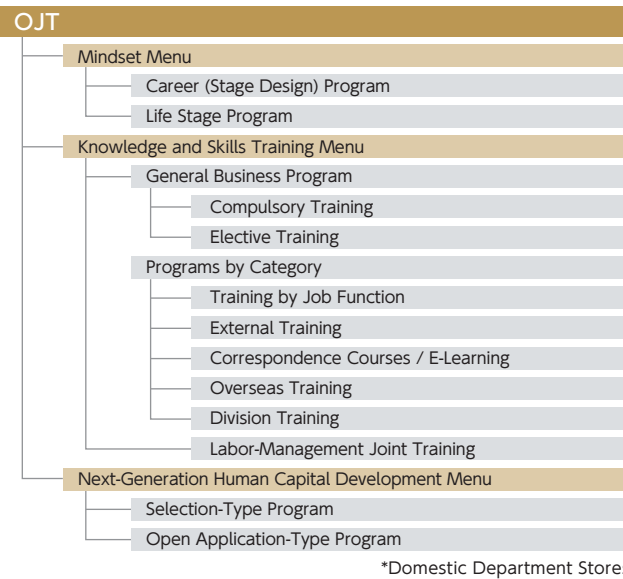 OJT
Mindset Menu
Career (Stage Design) Program
Life Stage Program
Knowledge and Skills Training Menu
General Business Program
Compulsory Training
Elective Training
Programs by Category
Training by Job Function
External Training
Correspondence Courses / E-Learning
Overseas Training
Division Training
Labor-Management Joint Training
Next-Generation Human Capital Development Menu
Selection-Type Program
Open Application-Type Program
*Domestic Department Store